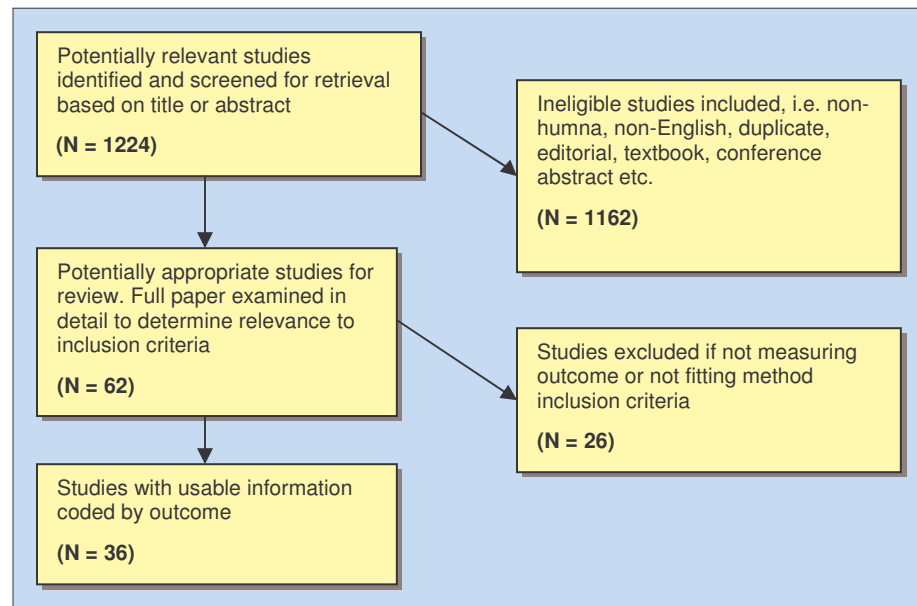 Potentially relevant studies
identified and screened for retrieval
based on title or abstract
(N = 1224)
Ineligible studies included, i.e. non-
humna, non-English, duplicate,
editorial, textbook, conference
abstract etc.
(N = 1162)
Potentially appropriate studies for
review. Full paper examined in
detail to determine relevance to
inclusion criteria
(N = 62)
Studies excluded if not measuring
outcome or not fitting method
inclusion criteria
(N = 26)
Studies with usable information
coded by outcome
(N = 36)